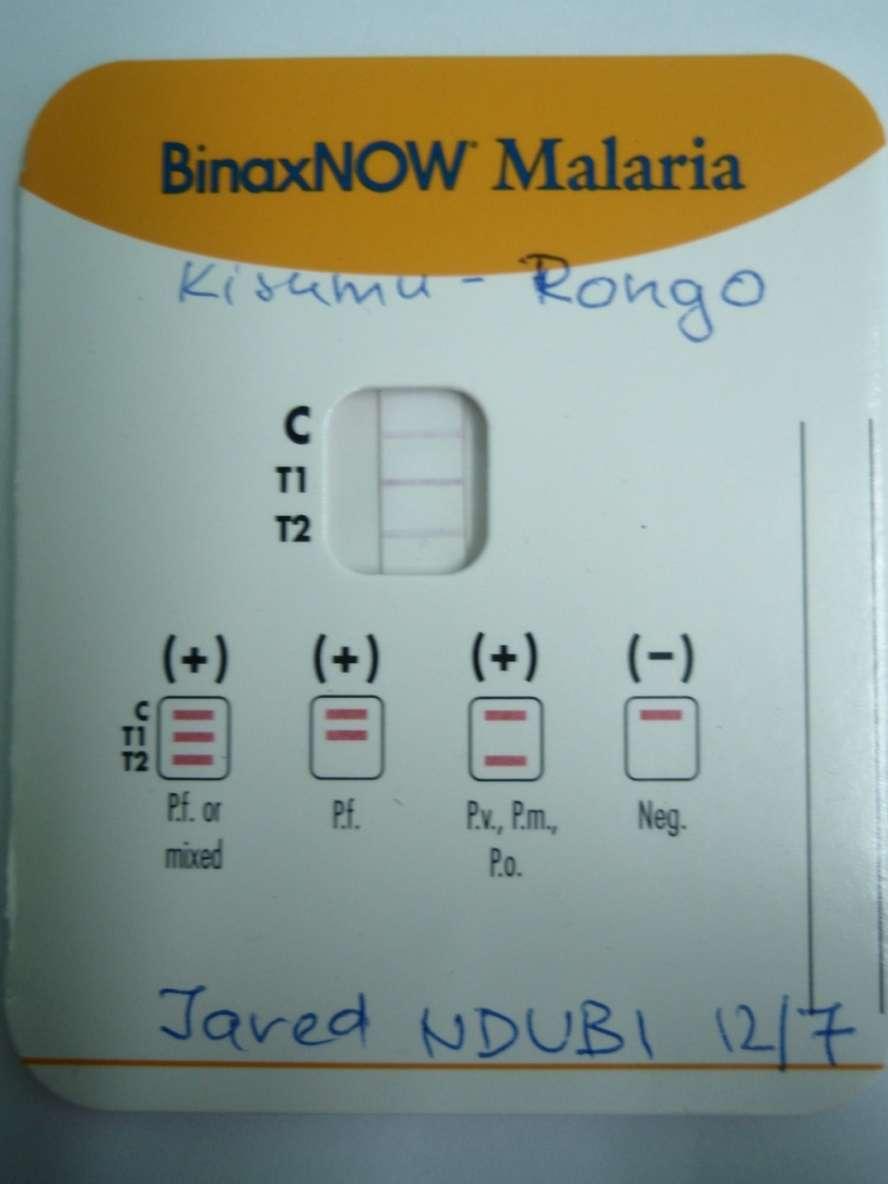 BinaxNOW® Malaria
Kisumu - Rongo
C
T1
T2
(+) (+) (+) (-)
C
T1
T2
P.f. or mixed
P.f.
P.v., P.m., P.o.
Neg.
Jared NDUBI 12/7